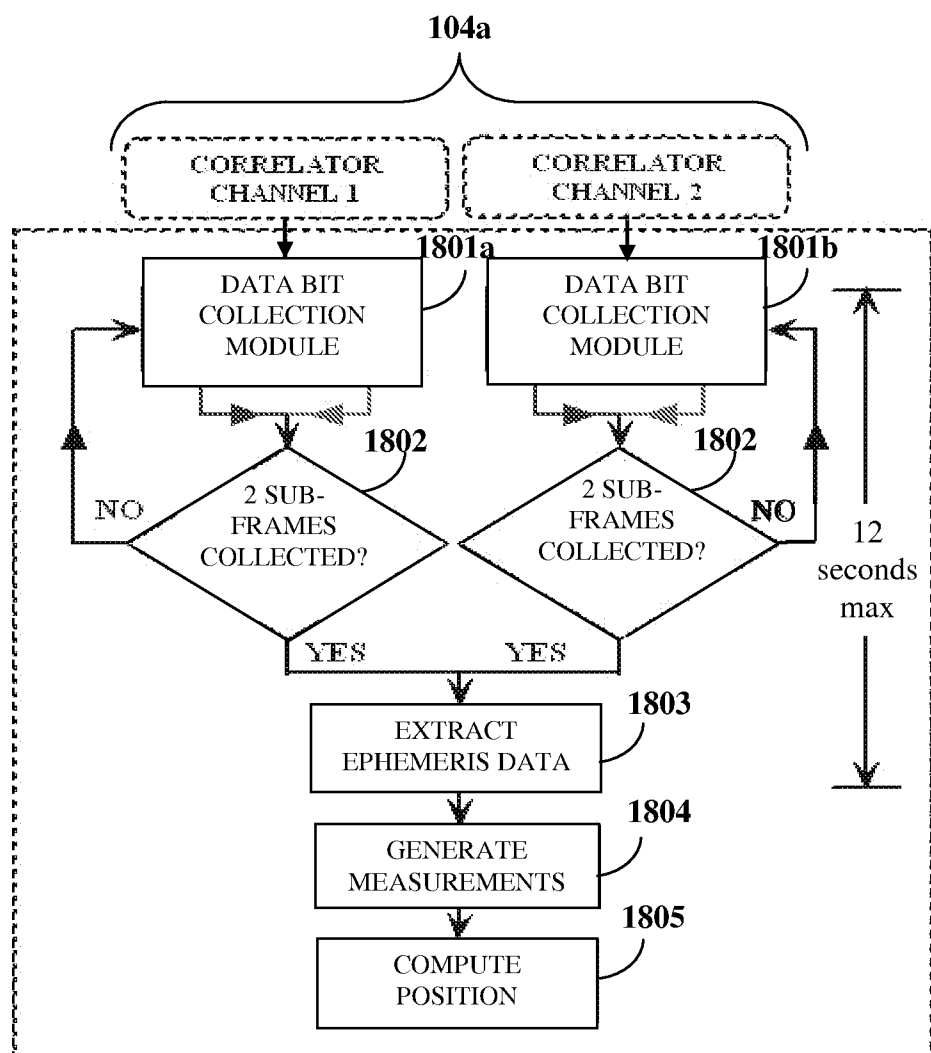 104a
CORRELATOR
CHANNEL 1
CORRELATOR
CHANNEL 2
1801a
1801b
DATA BIT
COLLECTION
MODULE
DATA BIT
COLLECTION
MODULE
1802
1802
2 SUB-
FRAMES
COLLECTED?
2 SUB-
FRAMES
COLLECTED?
NO
NO
12
seconds
max
YES
YES
1803
EXTRACT
EPHEMERIS DATA
1804
GENERATE
MEASUREMENTS
1805
COMPUTE
POSITION